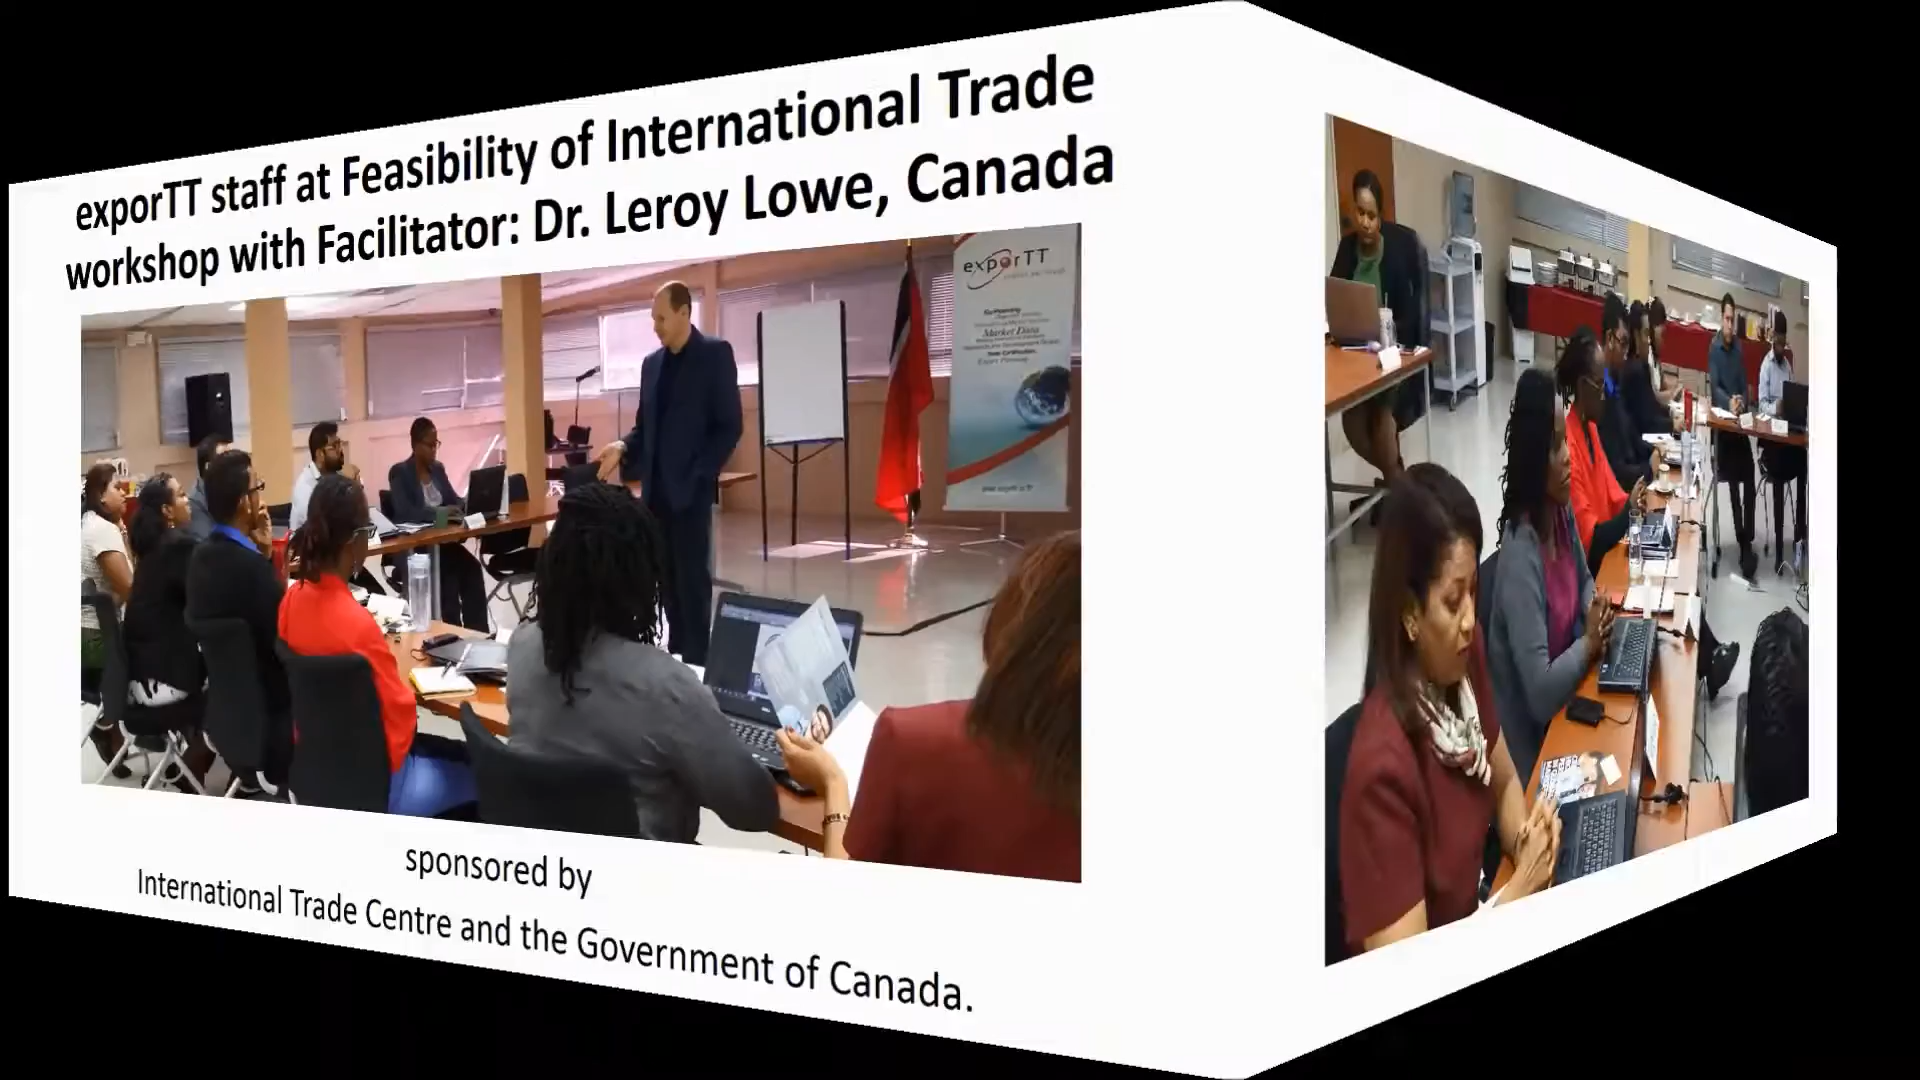 exporTT staff at Feasibility of International Trade
workshop with Facilitator: Dr. Leroy Lowe, Canada
exporTT
Market Data
sponsored by
International Trade Centre and the Government of Canada.